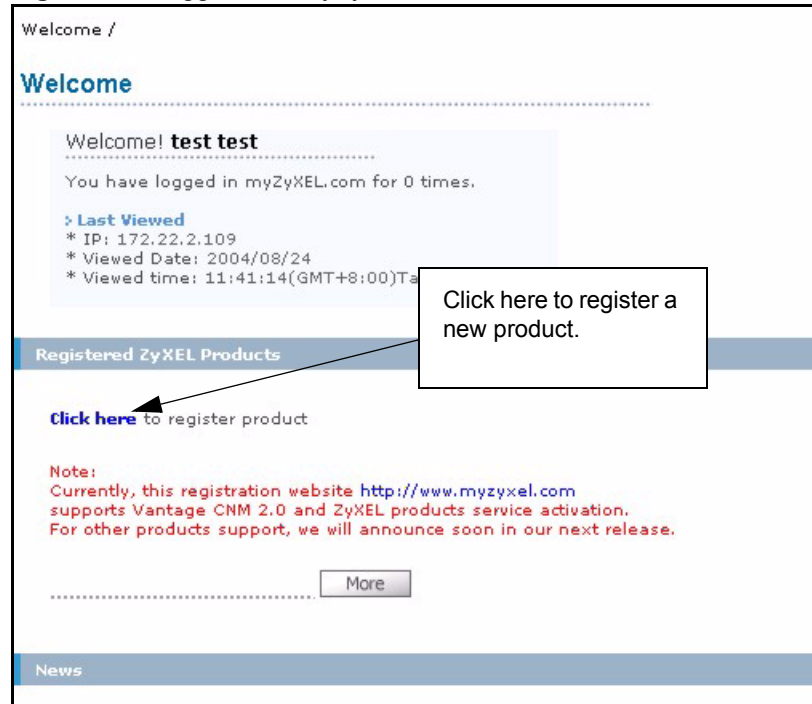 Welcome /
Welcome
Welcome! test test
You have logged in myZyXEL.com for 0 times.
> Last Viewed
* IP: 172.22.2.109
* Viewed Date: 2004/08/24
* Viewed time: 11:41:14(GMT+8:00)Ta
Click here to register a
new product.
Registered ZyXEL Products
Click here to register product
Note:
Currently, this registration website http://www.myzyxel.com
supports Vantage CNM 2.0 and ZyXEL products service activation.
For other products support, we will announce soon in our next release.
More
News